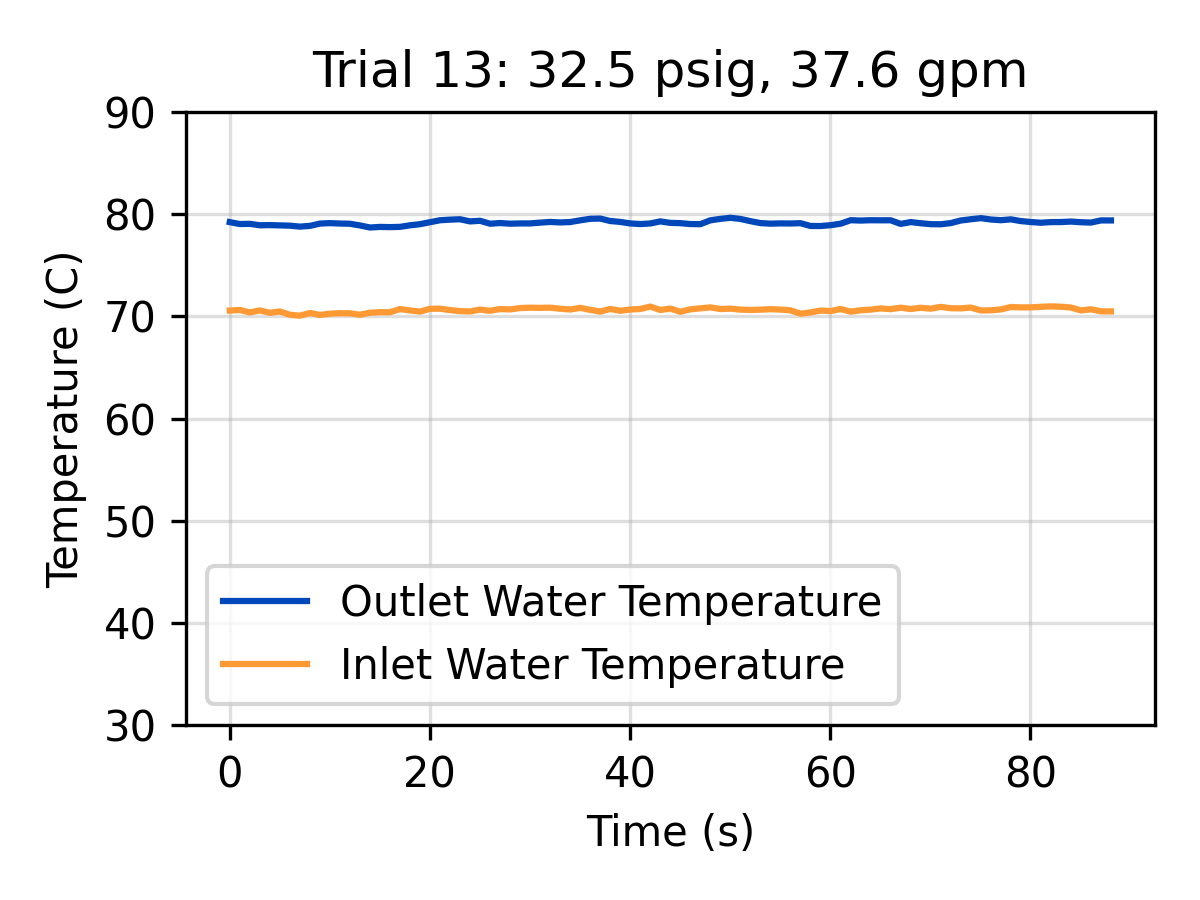 Trial 13: 32.5 psig, 37.6 gpm
90
80
70
60
50
40
30
Temperature (C)
Outlet Water Temperature
Inlet Water Temperature
0 20 40 60 80
Time (s)